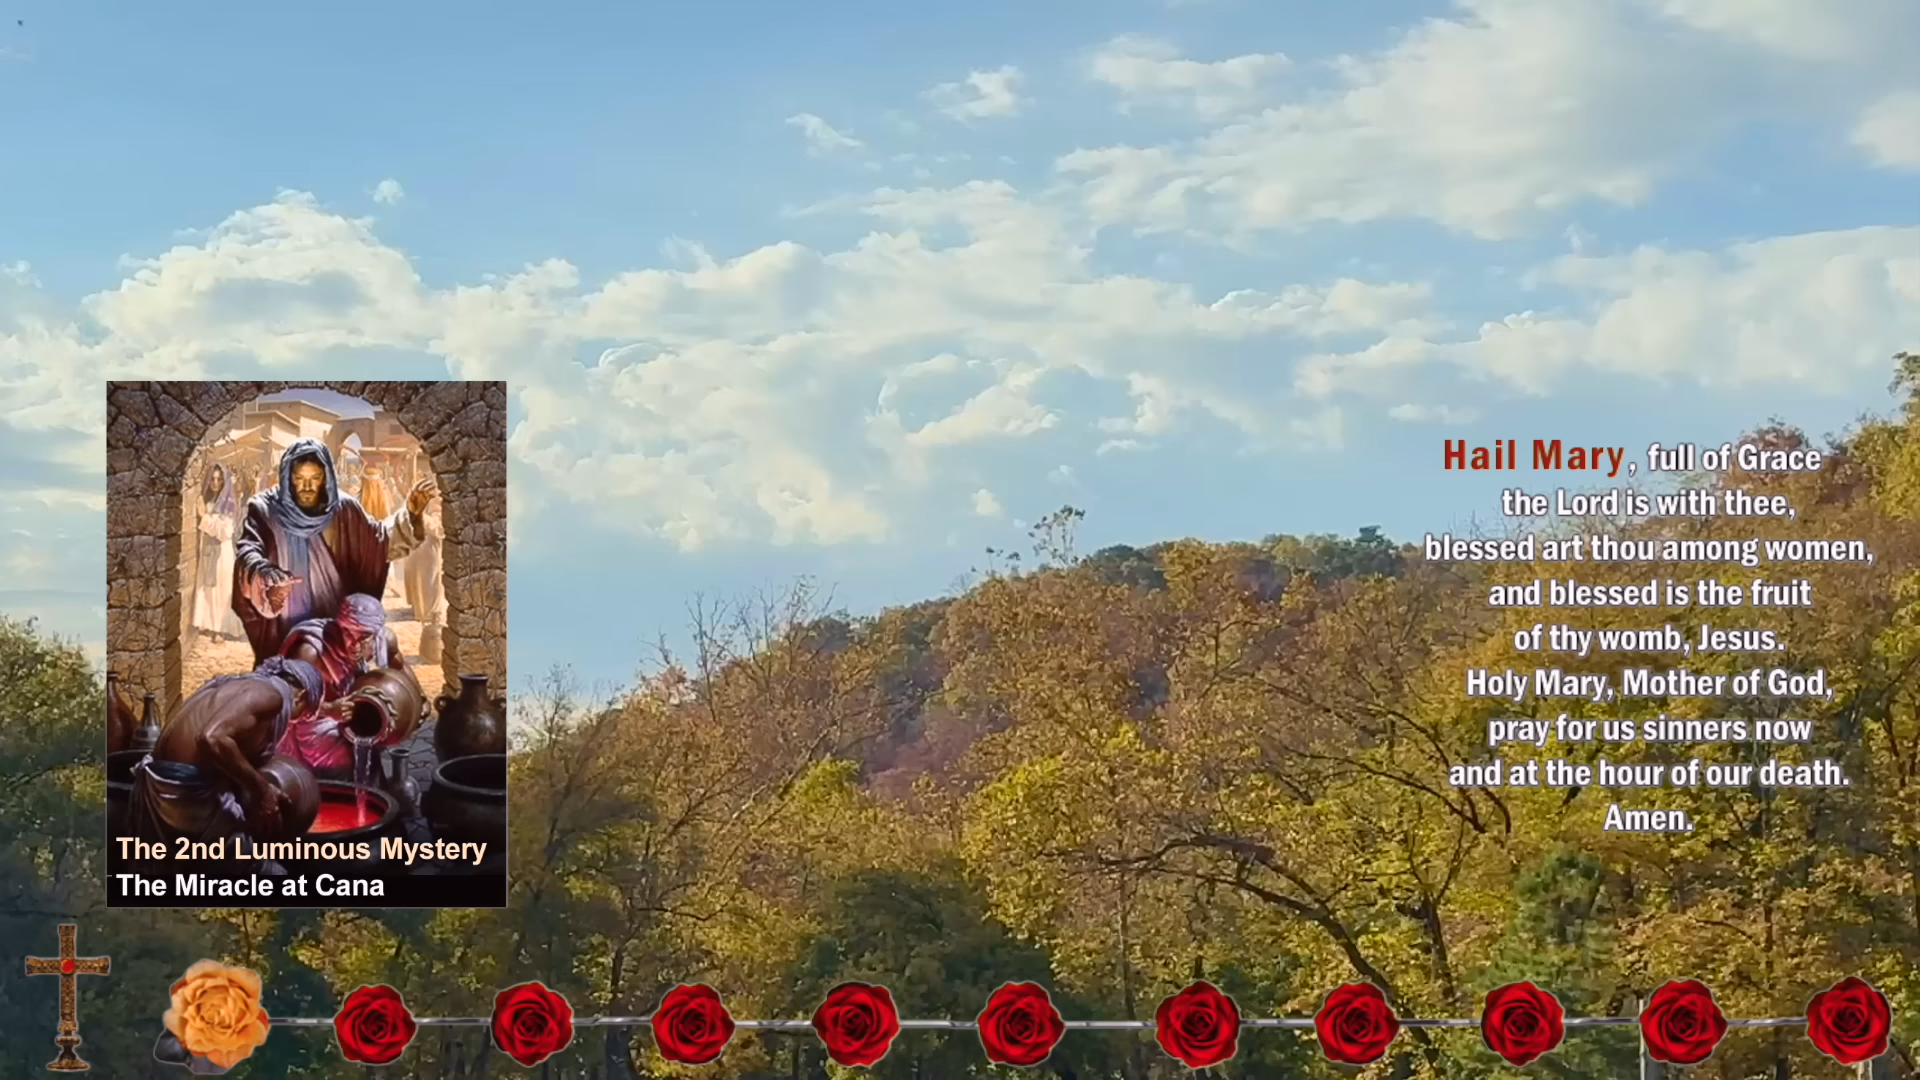 The 2nd Luminous Mystery
The Miracle at Cana
Hail Mary, full of Grace
the Lord is with thee,
blessed art thou among women,
and blessed is the fruit
of thy womb, Jesus.
Holy Mary, Mother of God,
pray for us sinners now
and at the hour of our death.
Amen.